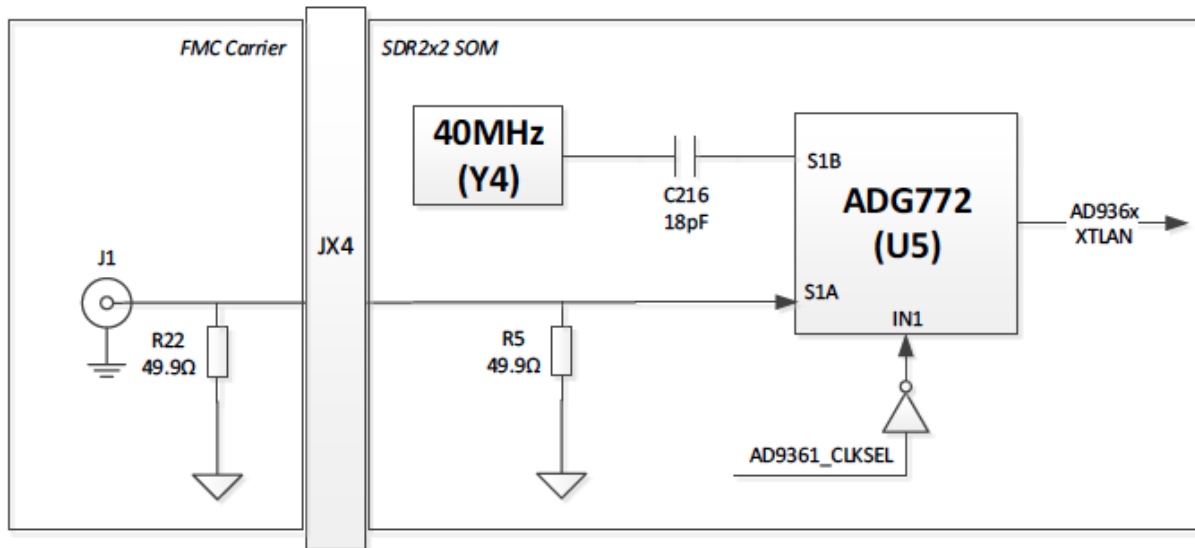 FMC Carrier
SDR2x2 SOM
40MHz
(Y4)
C216
18pF
S1B
ADG772
(U5)
AD936x
XTLAN
JX4
J1
S1A
R22
49.9Ω
R5
49.9Ω
IN1
AD9361_CLKSEL